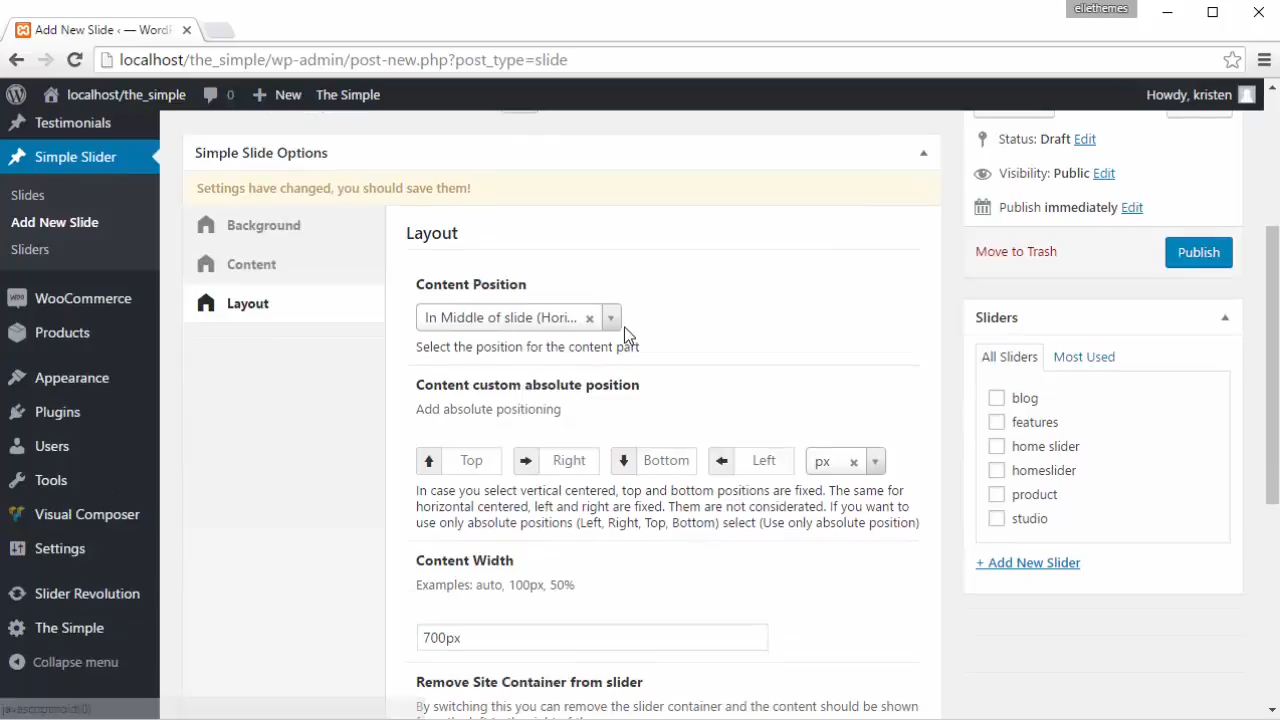 ellethemes
Add New Slide ‹ — Word
localhost/the_simple/wp-admin/post-new.php?post_type=slide
localhost/the_simple 0 New The Simple Howdy, kristen
Testimonials
Simple Slider
Slides
Add New Slide
Sliders
WooCommerce
Products
Appearance
Plugins
Users
Tools
Visual Composer
Settings
Slider Revolution
The Simple
Collapse menu
Simple Slide Options
Settings have changed, you should save them!
Background
Content
Layout
Layout
Content Position
In Middle of slide (Hori...
Select the position for the content part
Content custom absolute position
Add absolute positioning
Top Right Bottom Left px
In case you select vertical centered, top and bottom positions are fixed. The same for
horizontal centered, left and right are fixed. Them are not considarated. If you want to
use only absolute positions (Left, Right, Top, Bottom) select (Use only absolute position)
Content Width
Examples: auto, 100px, 50%
700px
Remove Site Container from slider
By switching this you can remove the slider container and the content should be shown
Status: Draft Edit
Visibility: Public Edit
Publish immediately Edit
Move to Trash Publish
Sliders
All Sliders Most Used
blog
features
home slider
homeslider
product
studio
+ Add New Slider